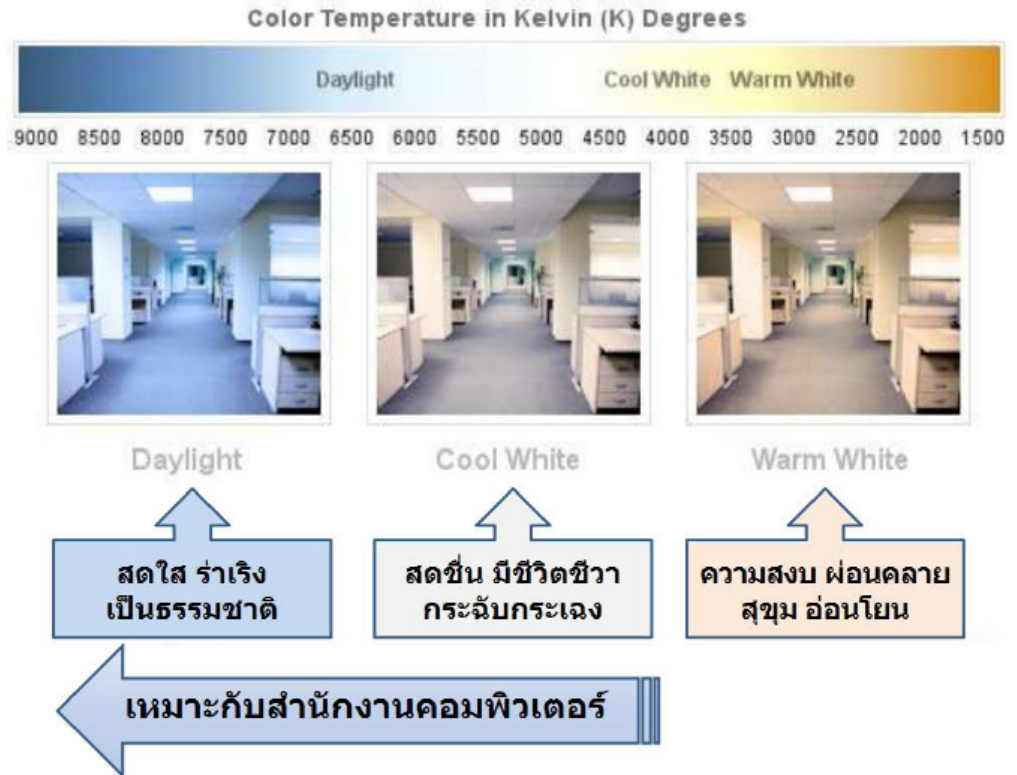 Color Temperature in Kelvin (K) Degrees
Daylight Cool White Warm White
9000 8500 8000 7500 7000 6500 6000 5500 5000 4500 4000 3500 3000 2500 2000 1500
Daylight Cool White Warm White
สดใส ร่าเริง
เป็นธรรมชาติ
สดชื่น มีชีวิตชีวา
กระฉับกระเฉง
ความสงบ ผ่อนคลาย
สุขุม อ่อนโยน
เหมาะกับสำนักงานคอมพิวเตอร์